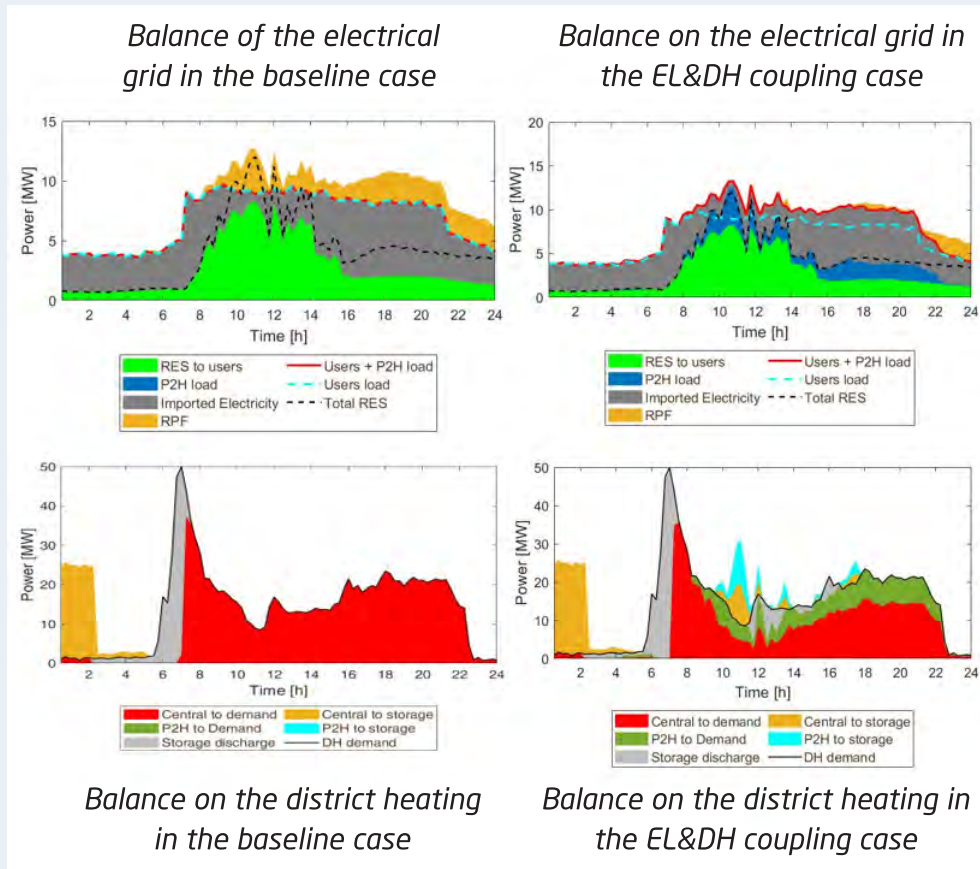 Balance of the electrical
grid in the baseline case
Balance on the electrical grid in
the EL&DH coupling case
15
10
5
0
Power [MW]
2 4 6 8 10 12 14 16 18 20 22 24
Time [h]
RES to users
P2H load
Imported Electricity
RPF
Users + P2H load
Users load
Total RES
20
15
10
5
0
Power [MW]
2 4 6 8 10 12 14 16 18 20 22 24
Time [h]
RES to users
P2H load
Imported Electricity
RPF
Users + P2H load
Users load
Total RES
50
40
30
20
10
0
Power [MW]
2 4 6 8 10 12 14 16 18 20 22 24
Time [h]
Central to demand
P2H to Demand
Storage discharge
Central to storage
P2H to storage
DH demand
50
40
30
20
10
0
Power [MW]
2 4 6 8 10 12 14 16 18 20 22 24
Time [h]
Central to demand
P2H to Demand
Storage discharge
Central to storage
P2H to storage
DH demand
Balance on the district heating
in the baseline case
Balance on the district heating in
the EL&DH coupling case